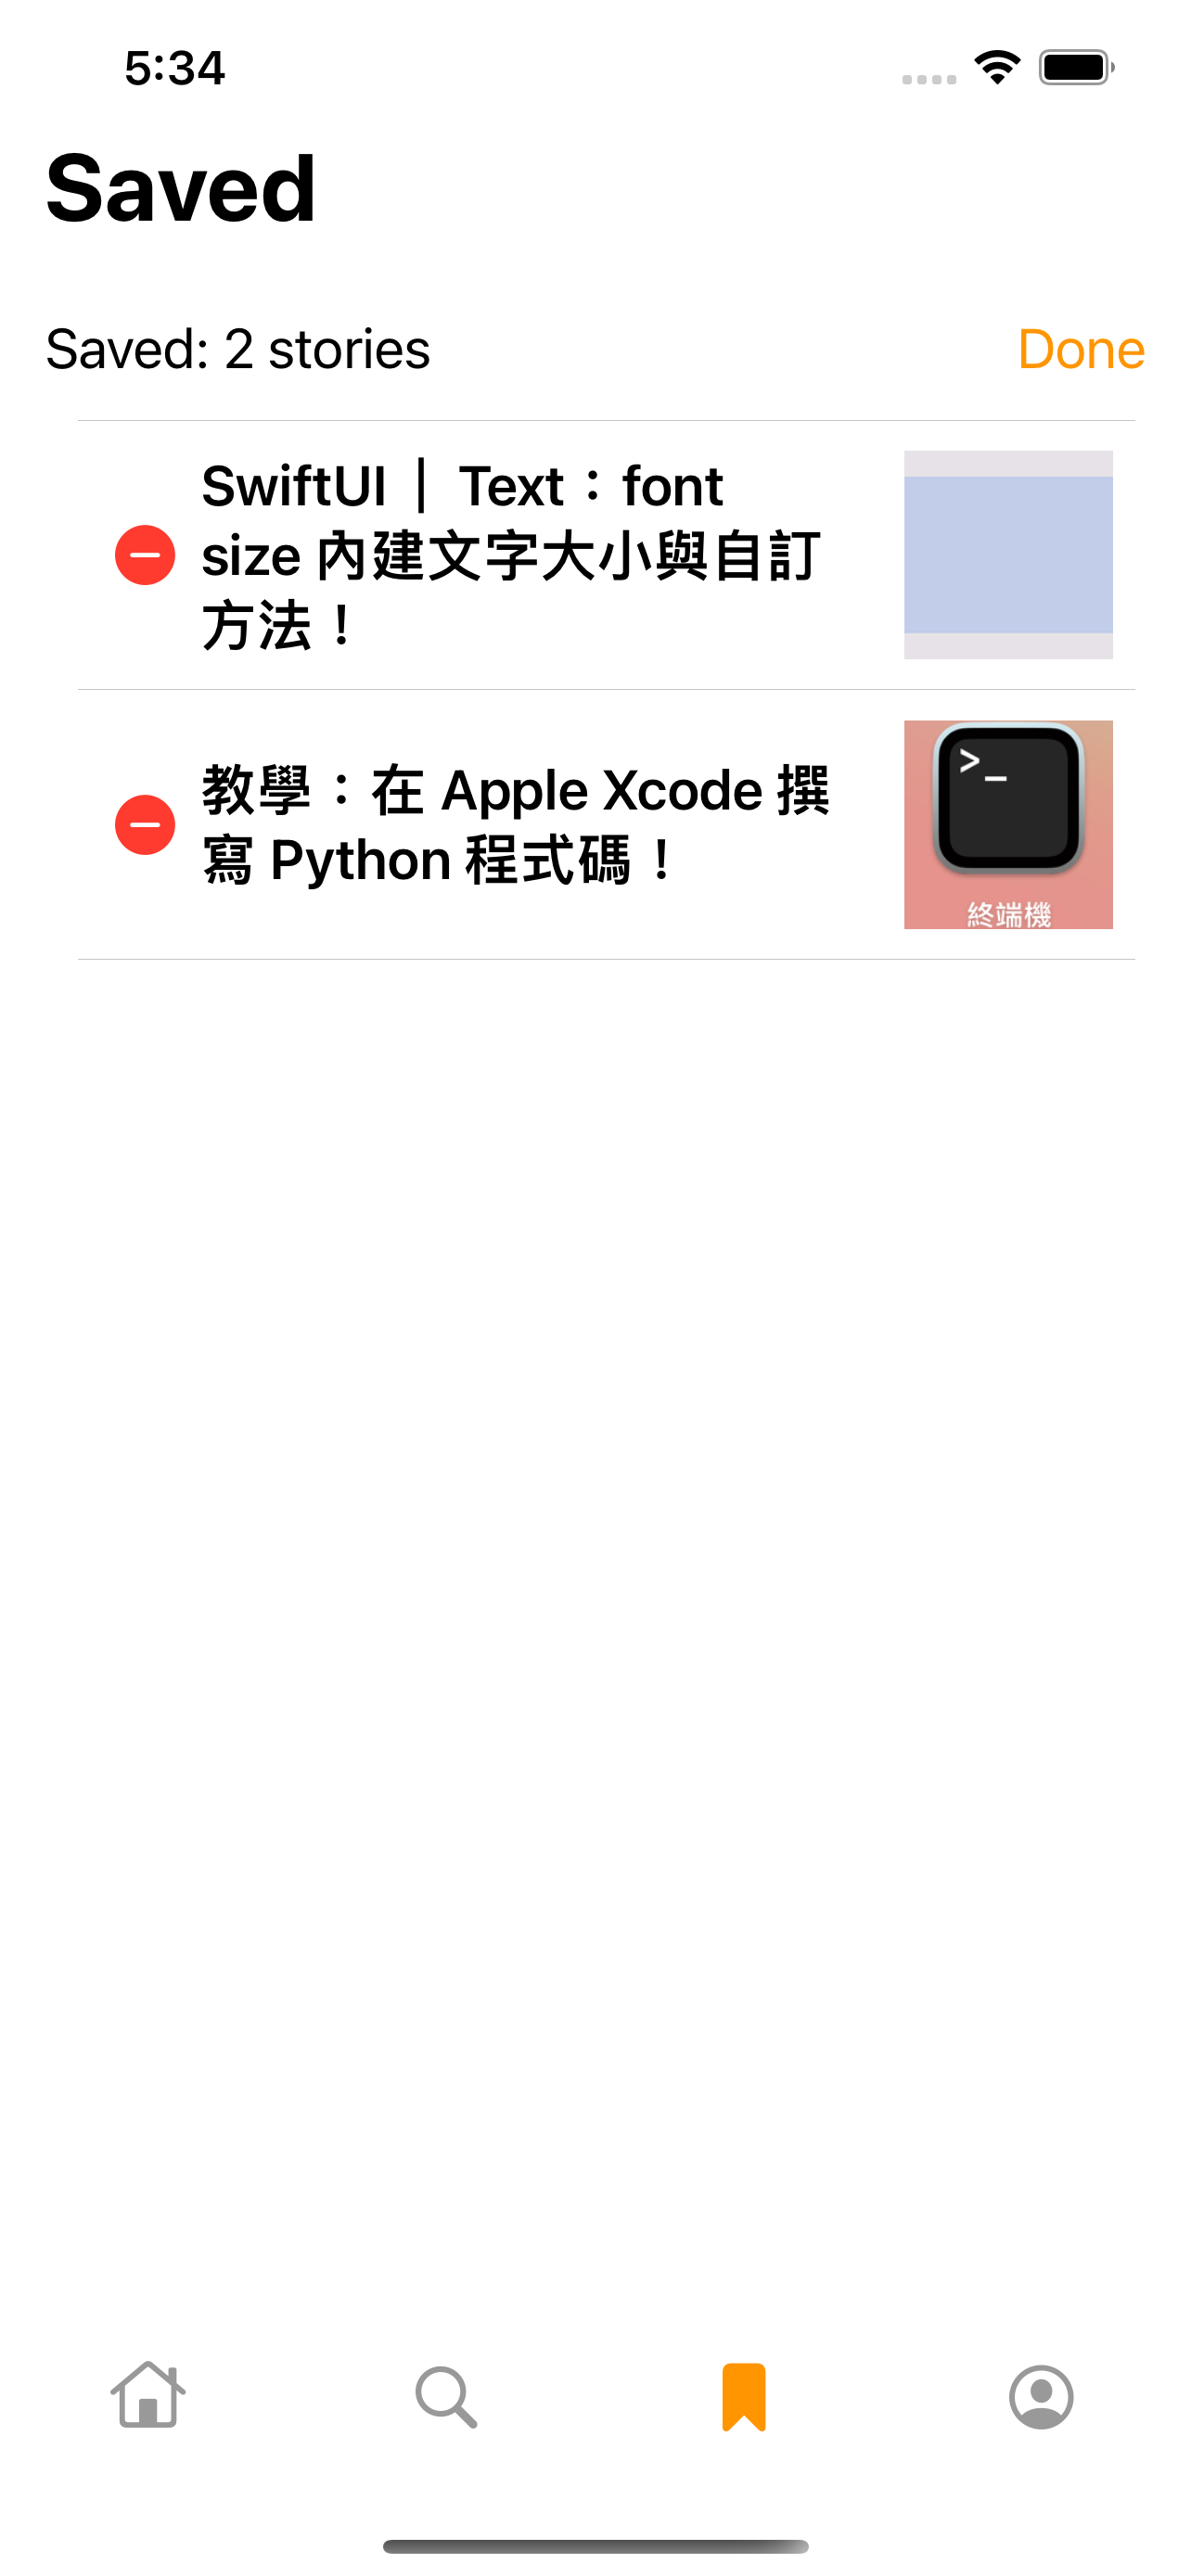 5:34
Saved
Saved: 2 stories
Done
SwiftUI｜Text：font
size 內建文字大小與自訂
方法！
教學：在 Apple Xcode 撰
寫 Python 程式碼！
>_
終端機